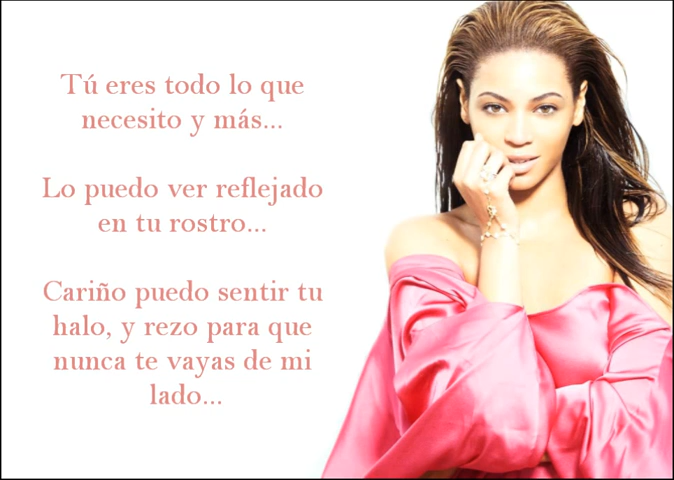 Tú eres todo lo que
necesito y más...
Lo puedo ver reflejado
en tu rostro...
Cariño puedo sentir tu
halo, y rezo para que
nunca te vayas de mi
lado...